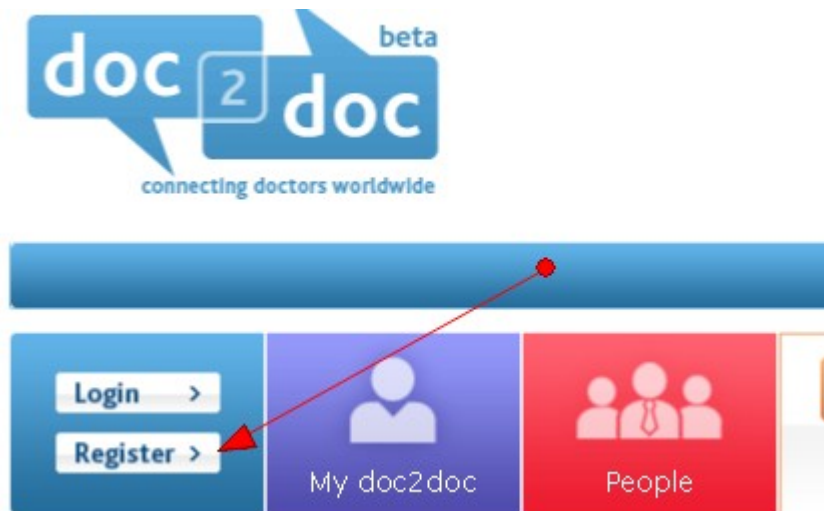 beta
doc 2 doc
connecting doctors worldwide
Login >
Register >
My doc2doc
People